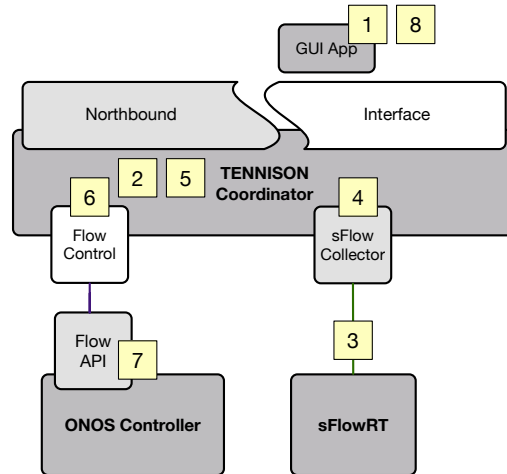 1 8
GUI App
Northbound
Interface
2 5
TENNISON
Coordinator
6
4
Flow
Control
sFlow
Collector
3
Flow
API
7
ONOS Controller
sFlowRT